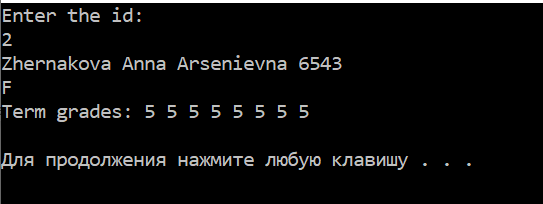 Enter the id:
2
Zhernakova Anna Arsenievna 6543
F
Term grades: 5 5 5 5 5 5 5 5
Для продолжения нажмите любую клавишу . . .